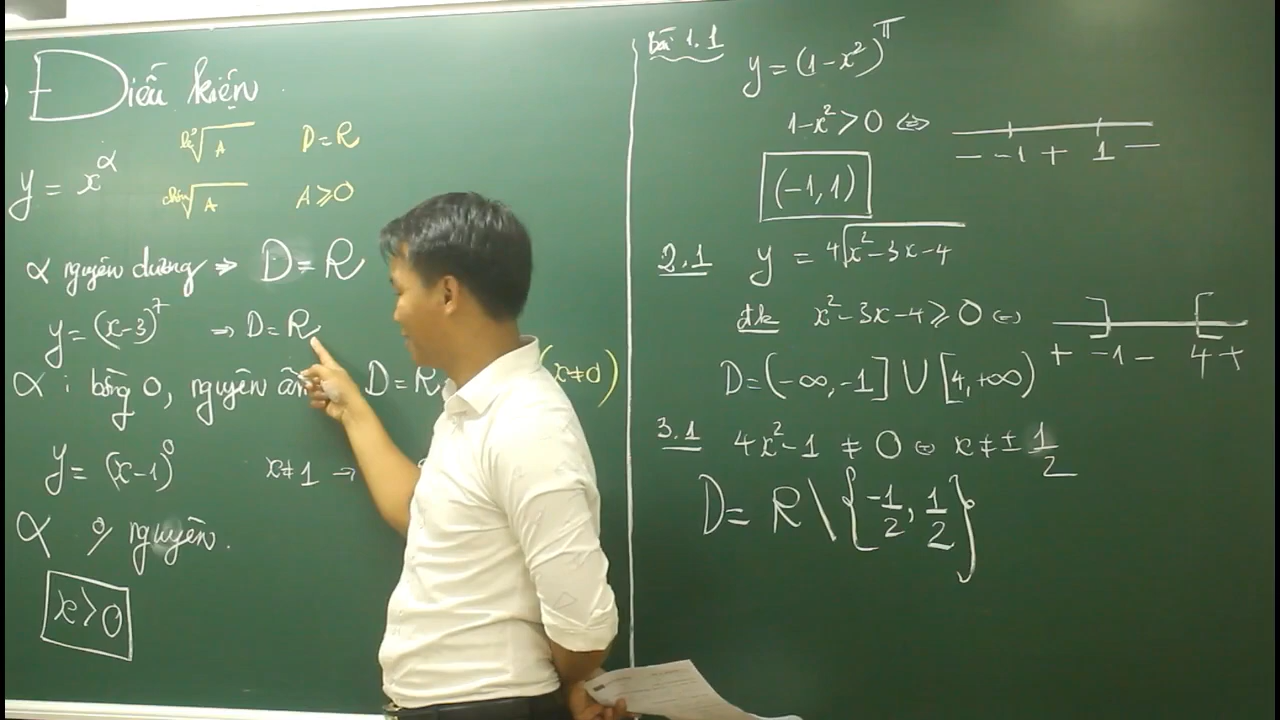 Điều kiện
lẻ√A D=R
y = x^α
chẵn√A A⩾0
α nguyên dương ⇒ D=R
y=(x-3)^7 ⇒ D=R
α : bằng 0, nguyên D=R (x≠0)
y=(x-1)^0 x≠1 →
α nguyên.
x>0
Bài 1.1 y=(1-x²)^π
1-x²>0 ⇔
− -1 + 1 −
(-1,1)
2.1 y = ⁴√x²-3x-4
đk x²-3x-4⩾0 ⇔
+ -1 − 4 +
D=(-∞,-1] ∪ [4,+∞)
3.1 4x²-1 ≠ 0 ⇔ x≠±1/2
D= R\{-1/2, 1/2}